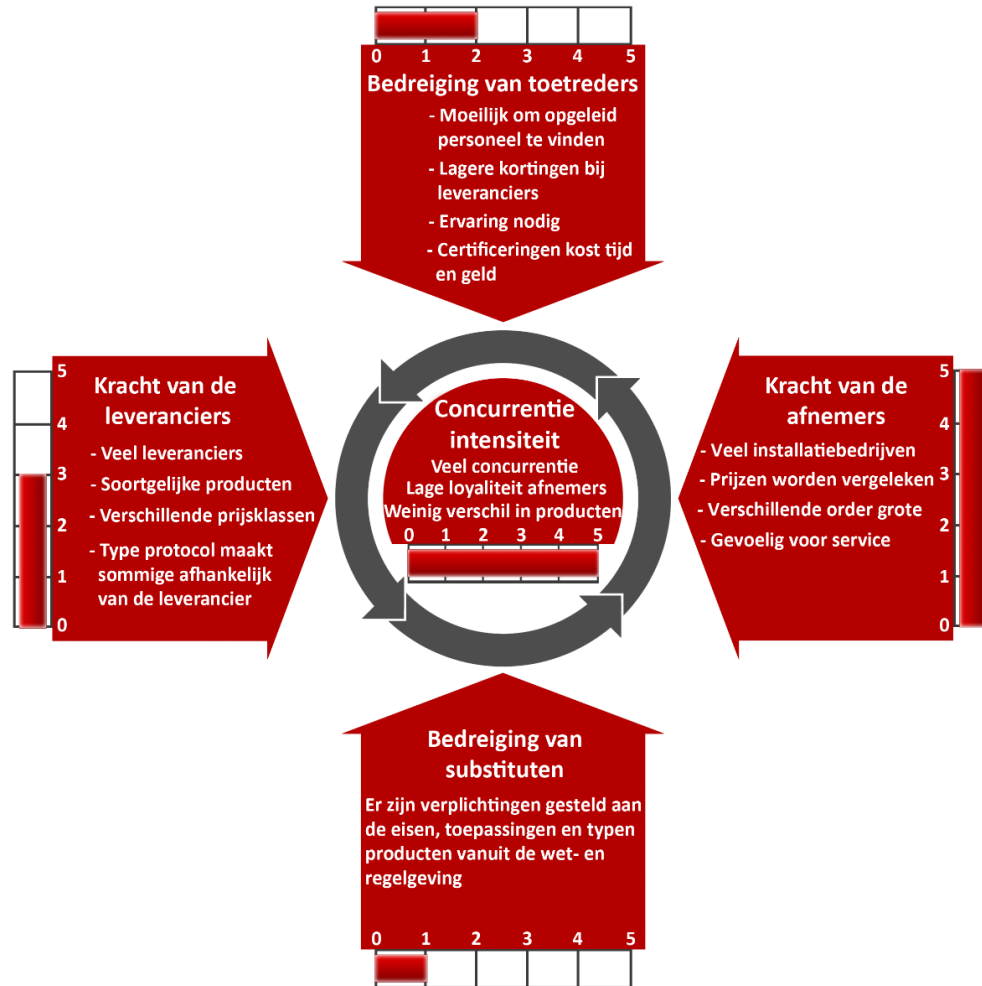 0 1 2 3 4 5
Bedreiging van toetreders
- Moeilijk om opgeleid
personeel te vinden
- Lagere kortingen bij
leveranciers
- Ervaring nodig
- Certificeringen kost tijd
en geld
5
4
3
2
1
0
Kracht van de
leveranciers
- Veel leveranciers
- Soortgelijke producten
- Verschillende prijsklassen
- Type protocol maakt
sommige afhankelijk
van de leverancier
Concurrentie
intensiteit
Veel concurrentie
Lage loyaliteit afnemers
Weinig verschil in producten
0 1 2 3 4 5
Kracht van de
afnemers
- Veel installatiebedrijven
- Prijzen worden vergeleken
- Verschillende order grote
- Gevoelig voor service
5
4
3
2
1
0
Bedreiging van
substituten
Er zijn verplichtingen gesteld aan
de eisen, toepassingen en typen
producten vanuit de wet- en
regelgeving
0 1 2 3 4 5